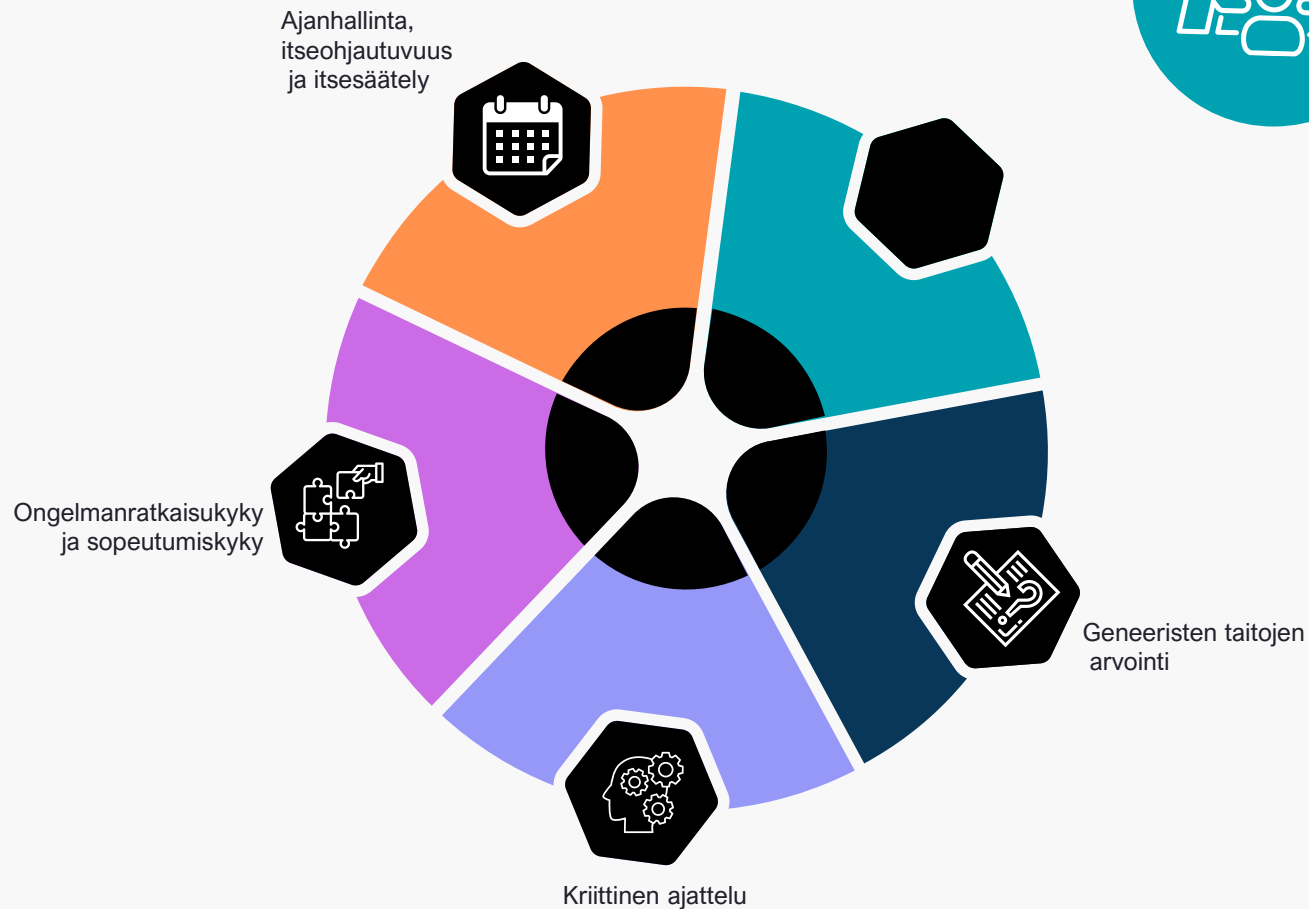 Ajanhallinta,
itseohjautuvuus
ja itsesäätely
Ongelmanratkaisukyky
ja sopeutumiskyky
Geneeristen taitojen
arvointi
Kriittinen ajattelu